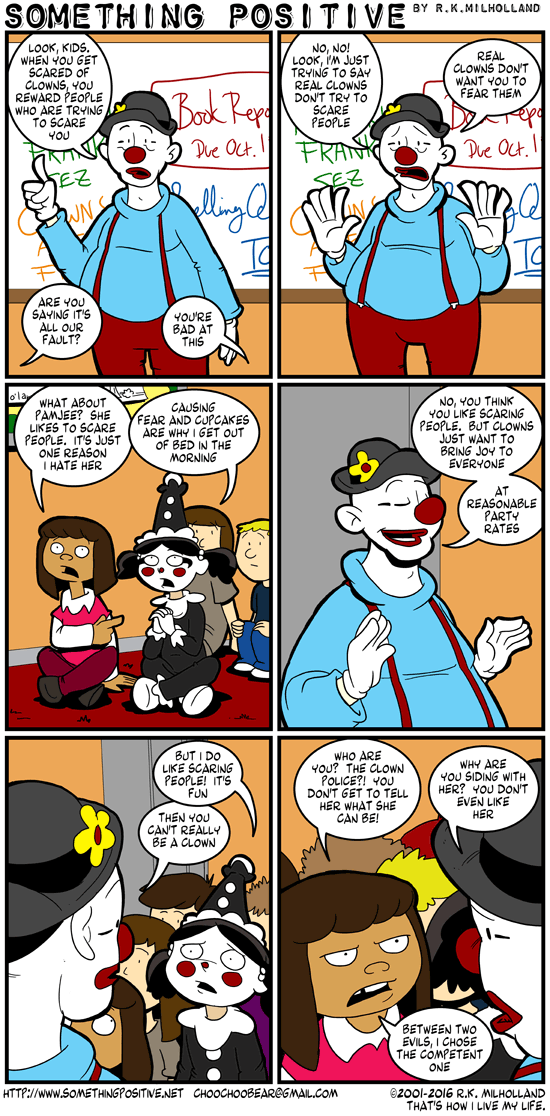 SOMETHING POSITIVE BY R.K.MILHOLLAND
LOOK, KIDS.
WHEN YOU GET
SCARED OF
CLOWNS, YOU
REWARD PEOPLE
WHO ARE TRYING
TO SCARE
YOU
Book Repo
Due Oct. 1
FRANK
SEZ
elling Q
ARE YOU
SAYING IT'S
ALL OUR
FAULT?
YOU'RE
BAD AT
THIS
NO, NO!
LOOK, I'M JUST
TRYING TO SAY
REAL CLOWNS
DON'T TRY TO
SCARE
PEOPLE
REAL
CLOWNS DON'T
WANT YOU TO
FEAR THEM
Book Repo
Due Oct. 1
FRANK
SEZ
WHAT ABOUT
PAMJEE? SHE
LIKES TO SCARE
PEOPLE. IT'S JUST
ONE REASON
I HATE HER
CAUSING
FEAR AND CUPCAKES
ARE WHY I GET OUT
OF BED IN THE
MORNING
NO, YOU THINK
YOU LIKE SCARING
PEOPLE. BUT CLOWNS
JUST WANT TO
BRING JOY TO
EVERYONE
AT
REASONABLE
PARTY
RATES
BUT I DO
LIKE SCARING
PEOPLE! IT'S
FUN
THEN YOU
CAN'T REALLY
BE A CLOWN
WHO ARE
YOU? THE CLOWN
POLICE?! YOU
DON'T GET TO TELL
HER WHAT SHE
CAN BE!
WHY ARE
YOU SIDING WITH
HER? YOU DON'T
EVEN LIKE
HER
BETWEEN TWO
EVILS, I CHOSE
THE COMPETENT
ONE
HTTP://WWW.SOMETHINGPOSITIVE.NET CHOOCHOOBEAR@GMAIL.COM ©2001-2016 R.K. MILHOLLAND
THAT'S HOW I LIVE MY LIFE.